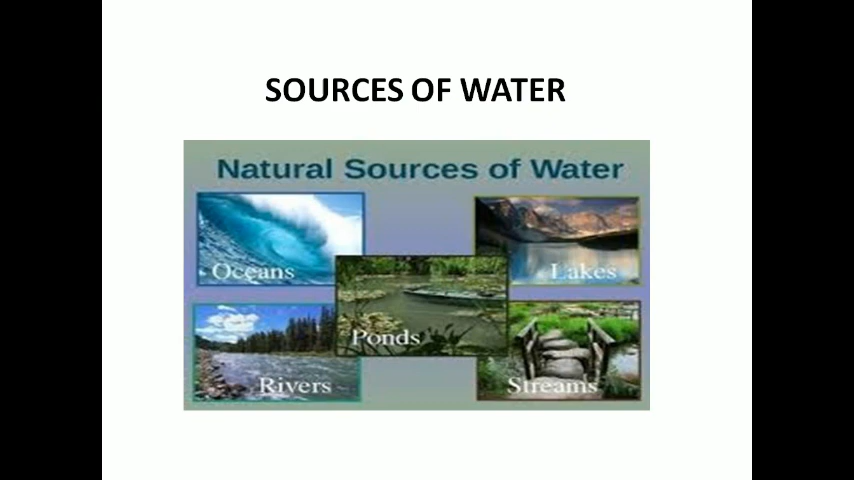 SOURCES OF WATER
Natural Sources of Water
Oceans
Lakes
Ponds
Rivers
Streams